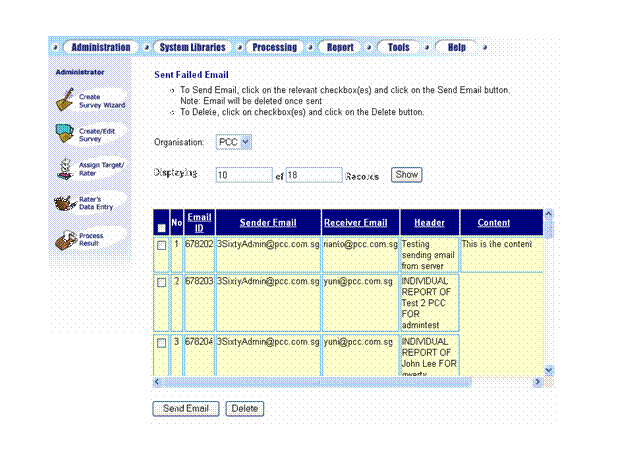 Administration System Libraries Processing Report Tools Help
Administrator
Create
Survey Wizard
Create/Edit
Survey
Assign Target/
Rater
Rater's
Data Entry
Process
Result
Sent Failed Email
To Send Email, click on the relevant checkbox(es) and click on the Send Email button.
Note: Email will be deleted once sent
To Delete, click on checkbox(es) and click on the Delete button.
Organisation: PCC
Displaying 10 of 18 Records Show
No Email ID Sender Email Receiver Email Header Content
1 678202 3SixtyAdmin@pcc.com.sg rianto@pcc.com.sg Testing This is the content
sending email
from server
2 678203 3SixtyAdmin@pcc.com.sg yuni@pcc.com.sg INDIVIDUAL
REPORT OF
Test 2 PCC
FOR
admintest
3 678204 3SixtyAdmin@pcc.com.sg yuni@pcc.com.sg INDIVIDUAL
REPORT OF
John Lee FOR
qwerty
Send Email Delete